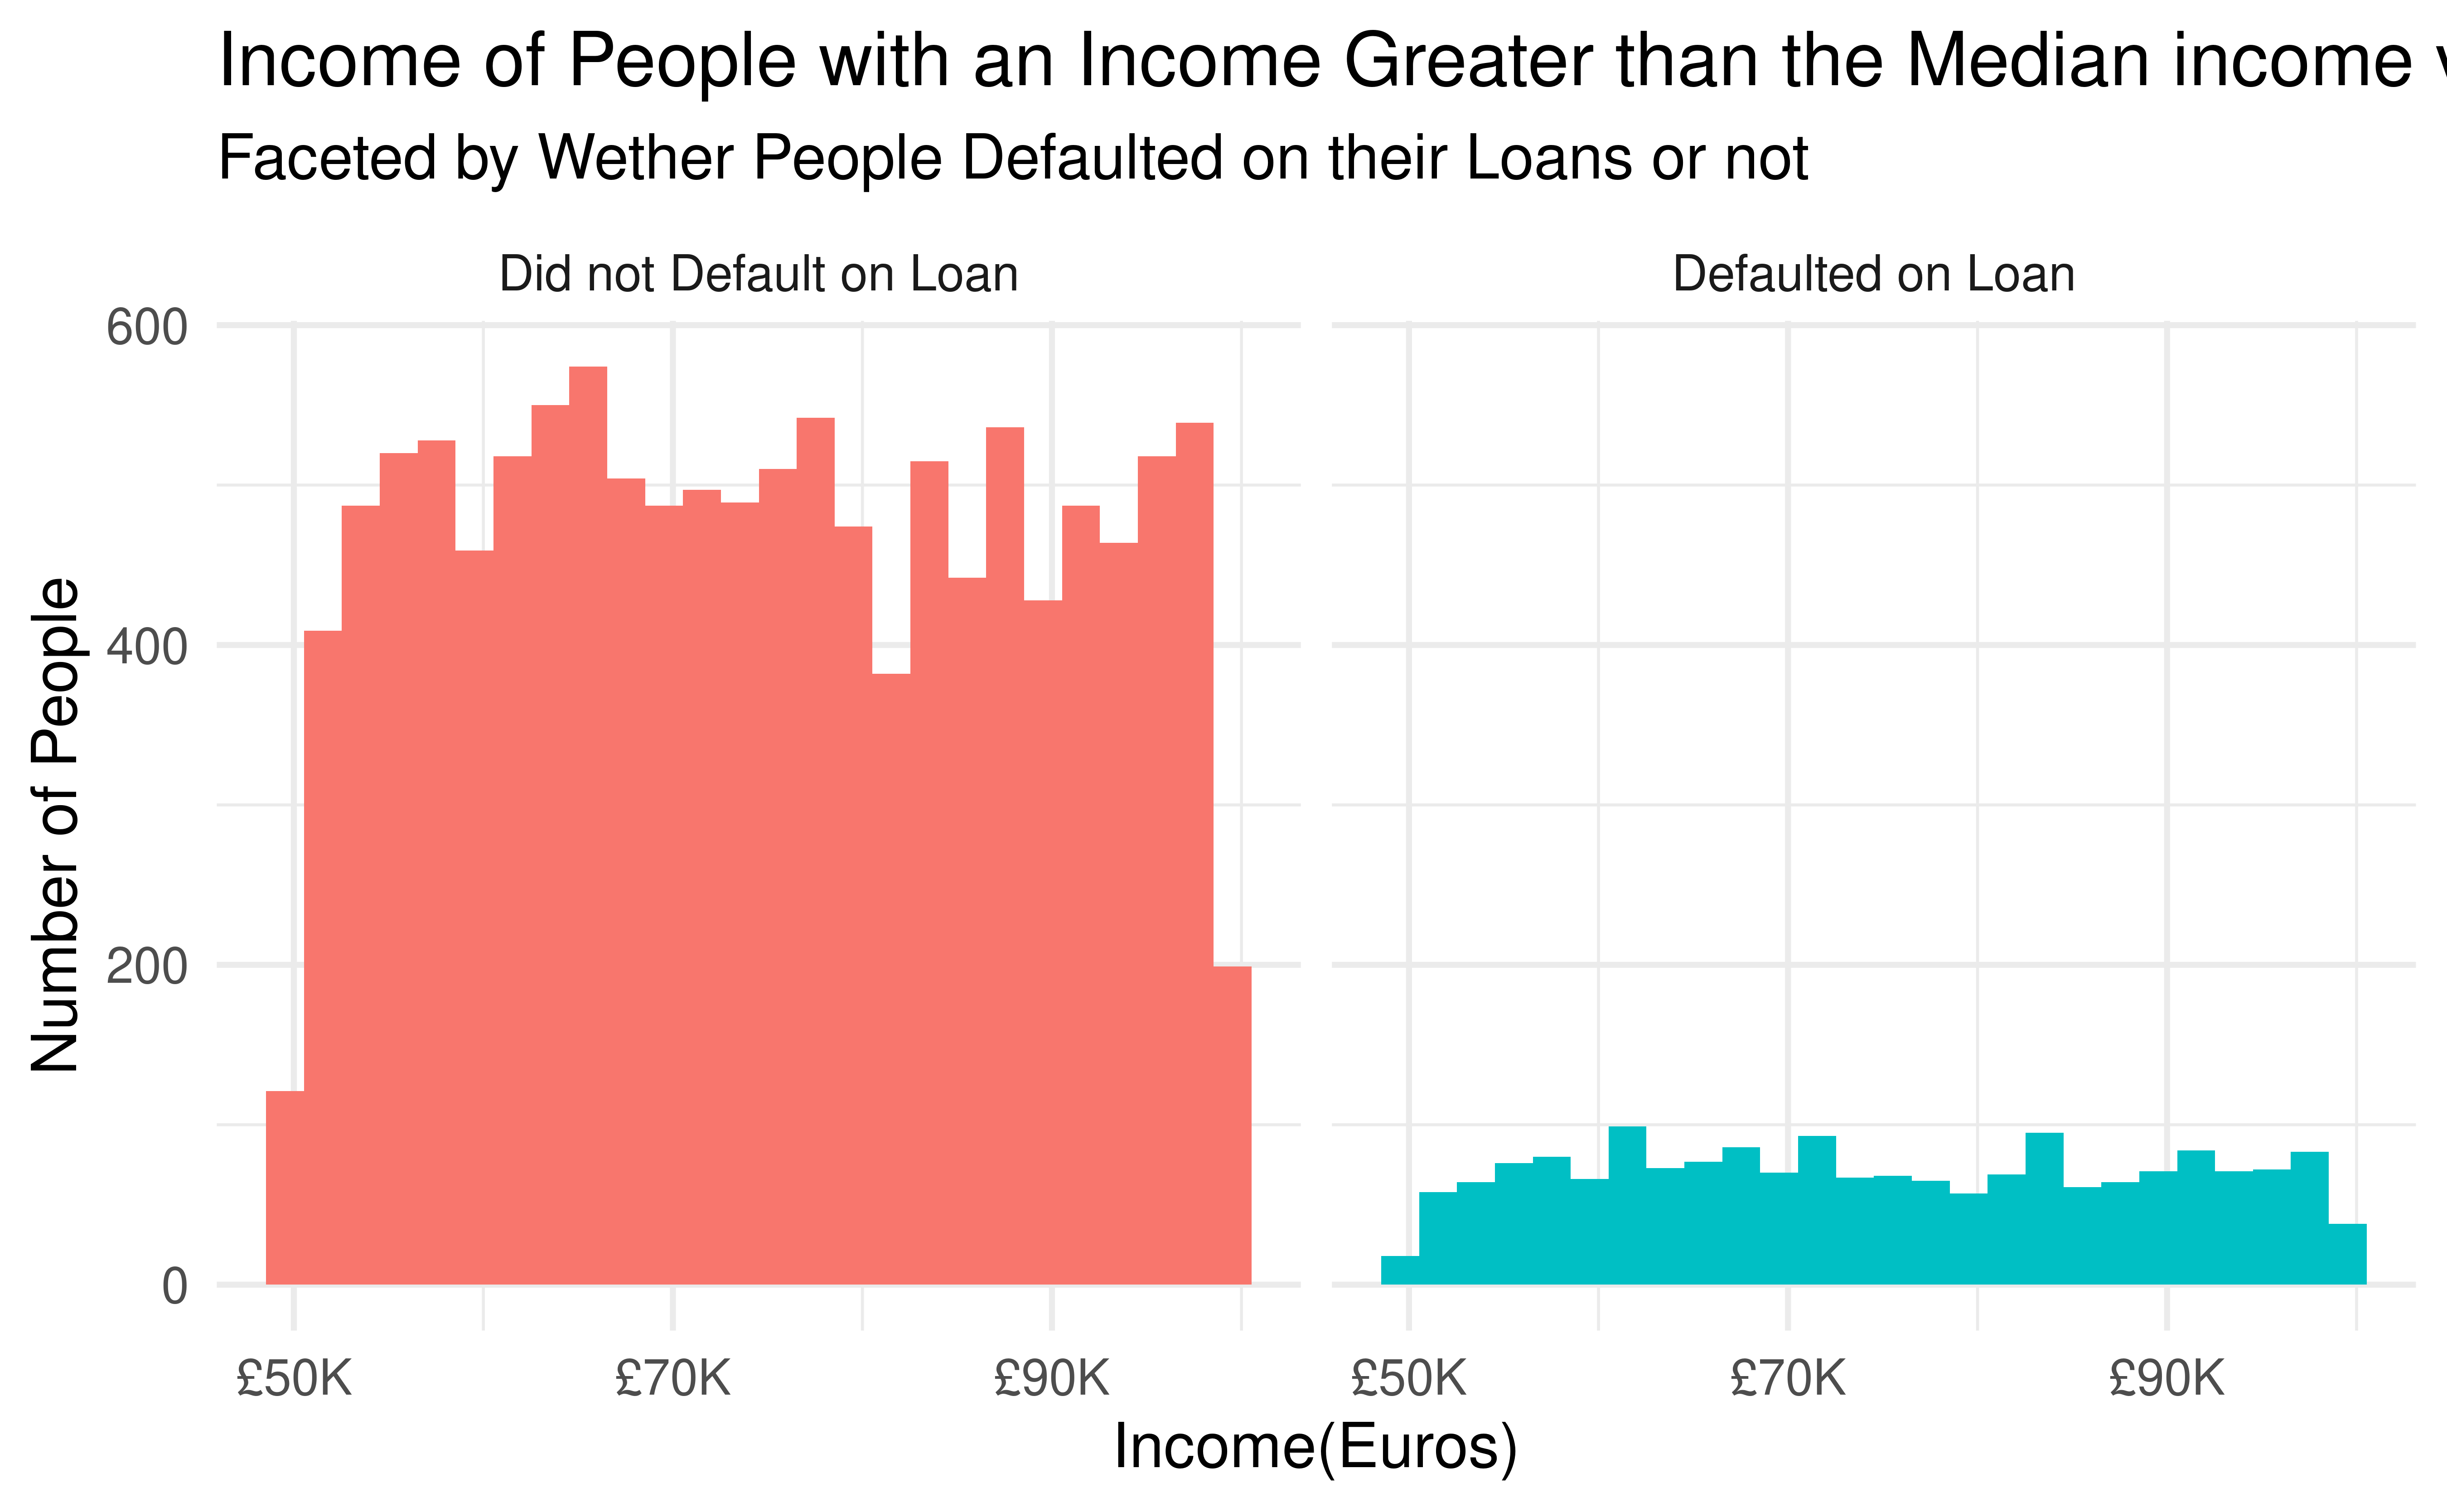 Income of People with an Income Greater than the Median income v
Faceted by Wether People Defaulted on their Loans or not
Did not Default on Loan
Defaulted on Loan
Number of People
600
400
200
0
£50K
£70K
£90K
£50K
£70K
£90K
Income(Euros)